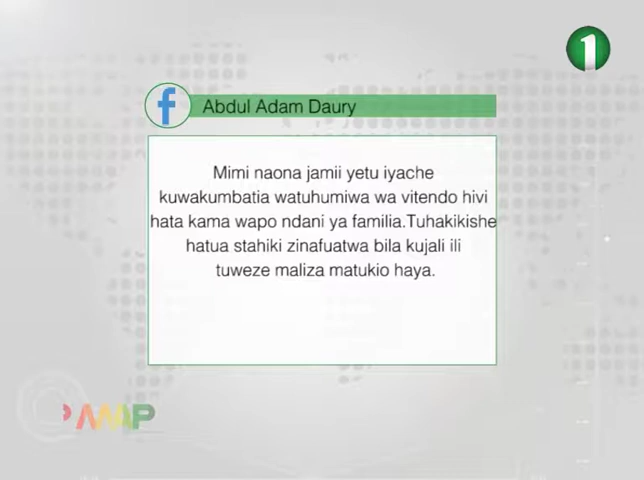 1
f
Abdul Adam Daury
Mimi naona jamii yetu iyache
kuwakumbatia watuhumiwa wa vitendo hivi
hata kama wapo ndani ya familia.Tuhakikishe
hatua stahiki zinafuatwa bila kujali ili
tuweze maliza matukio haya.